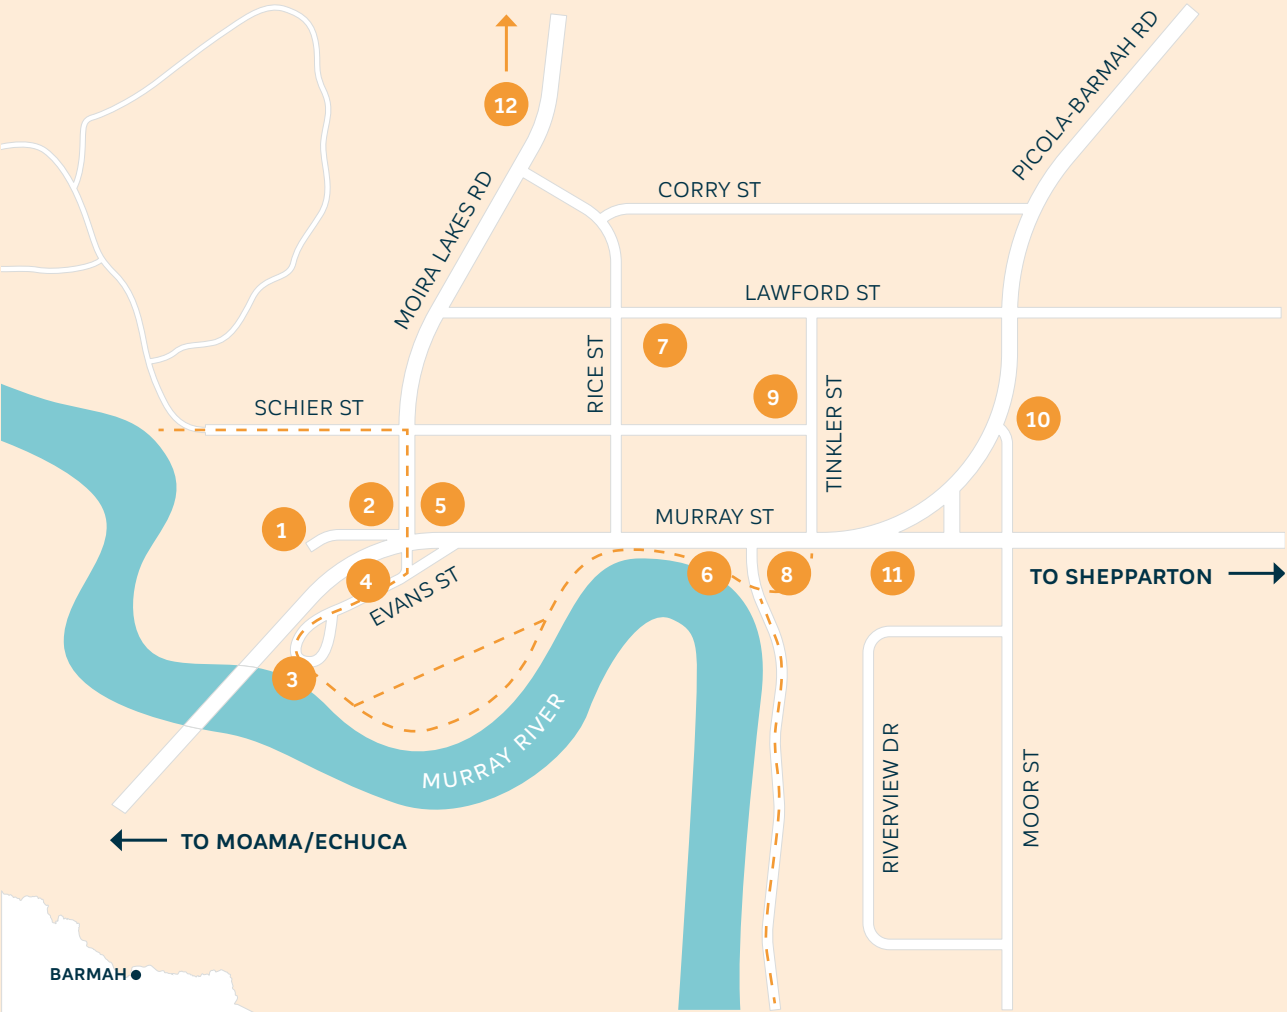 12
PICOLA-BARMAH RD
CORRY ST
MOIRA LAKES RD
LAWFORD ST
RICE ST
7
9
TINKLER ST
SCHIER ST
10
2
5
1
MURRAY ST
4
EVANS ST
6
8
11
TO SHEPPARTON
3
MURRAY RIVER
RIVERVIEW DR
MOOR ST
TO MOAMA/ECHUCA
BARMAH